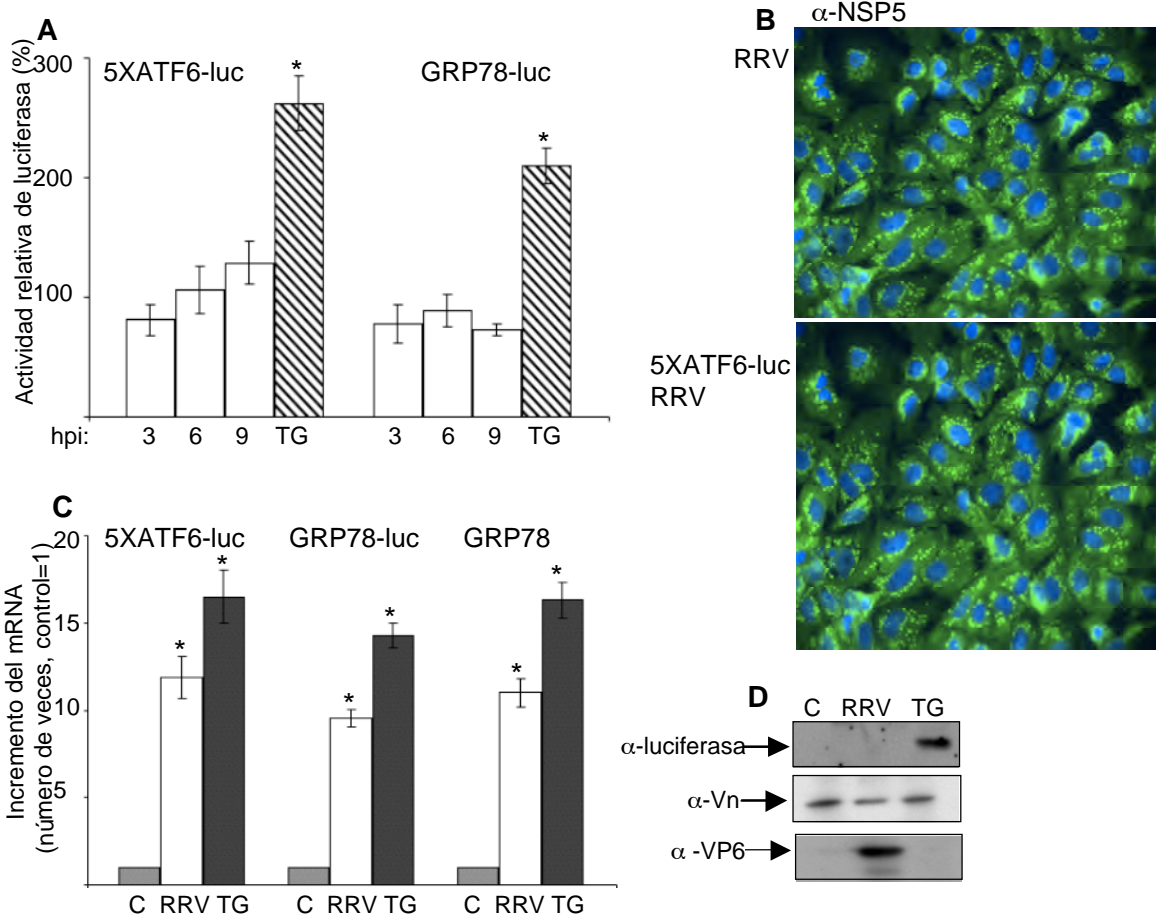 A
Actividad relativa de luciferasa (%)
300
200
100
5XATF6-luc
GRP78-luc
*
*
hpi:
3 6 9 TG
3 6 9 TG
B
α-NSP5
RRV
5XATF6-luc
RRV
C
Incremento del mRNA
(número de veces, control=1)
20
15
10
5
5XATF6-luc
GRP78-luc
GRP78
* *
* *
* *
C RRV TG
C RRV TG
C RRV TG
D
C RRV TG
α-luciferasa
α-Vn
α -VP6